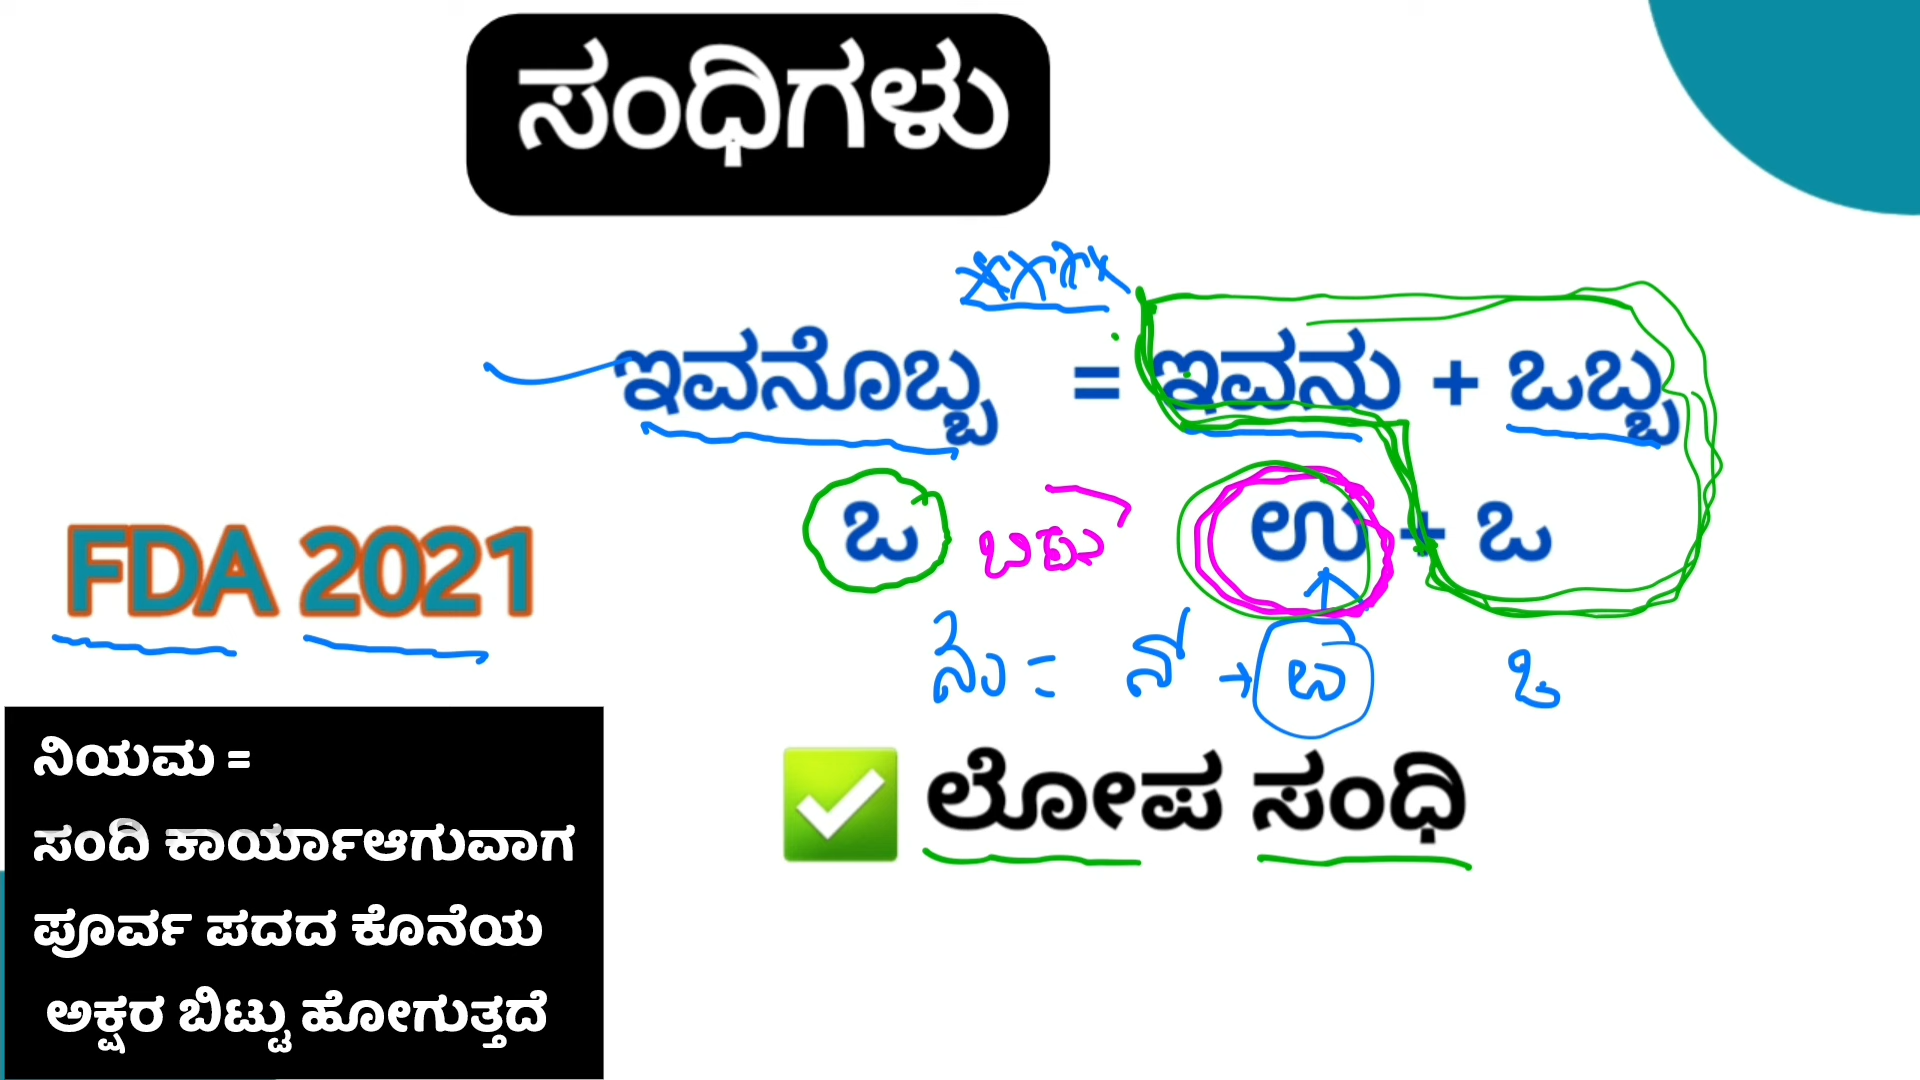 ಸಂಧಿಗಳು
ಇವನೊಬ್ಬ = ಇವನು + ಒಬ್ಬ
ಒ ಉ + ಒ
FDA 2021
ನು = ನ್ + ಉ ಒ
ಲೋಪ ಸಂಧಿ
ನಿಯಮ =
ಸಂದಿ ಕಾರ್ಯಾಆಗುವಾಗ
ಪೂರ್ವ ಪದದ ಕೊನೆಯ
ಅಕ್ಷರ ಬಿಟ್ಟು ಹೋಗುತ್ತದೆ